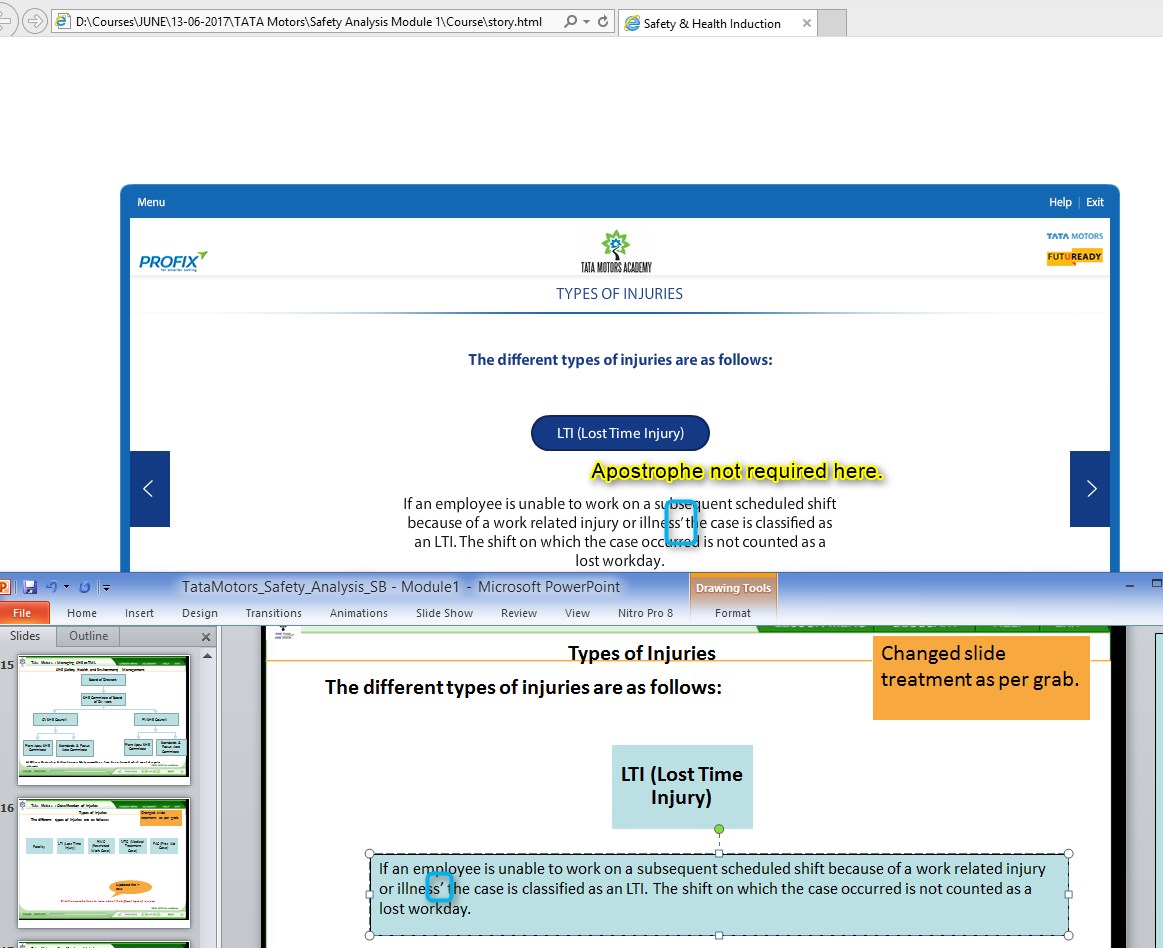 D:\Courses\JUNE\13-06-2017\TATA Motors\Safety Analysis Module 1\Course\story.html
Safety & Health Induction
Menu
Help | Exit
PROFIX
TATA MOTORS ACADEMY
TATA MOTORS
FUTUREADY
TYPES OF INJURIES
The different types of injuries are as follows:
LTI (Lost Time Injury)
Apostrophe not required here.
If an employee is unable to work on a subsequent scheduled shift
because of a work related injury or illness’ the case is classified as
an LTI. The shift on which the case occurred is not counted as a
lost workday.
TataMotors_Safety_Analysis_SB - Module1 - Microsoft PowerPoint
Drawing Tools
File Home Insert Design Transitions Animations Slide Show Review View Nitro Pro 8 Format
Slides Outline
15
16
Types of Injuries
Changed slide
treatment as per grab.
The different types of injuries are as follows:
LTI (Lost Time
Injury)
If an employee is unable to work on a subsequent scheduled shift because of a work related injury
or illness’ the case is classified as an LTI. The shift on which the case occurred is not counted as a
lost workday.